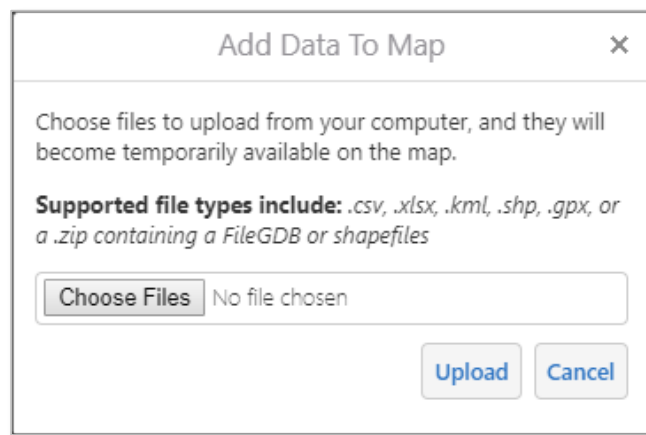 Add Data To Map ×
Choose files to upload from your computer, and they will
become temporarily available on the map.
Supported file types include: .csv, .xlsx, .kml, .shp, .gpx, or
a .zip containing a FileGDB or shapefiles
Choose Files No file chosen
Upload Cancel